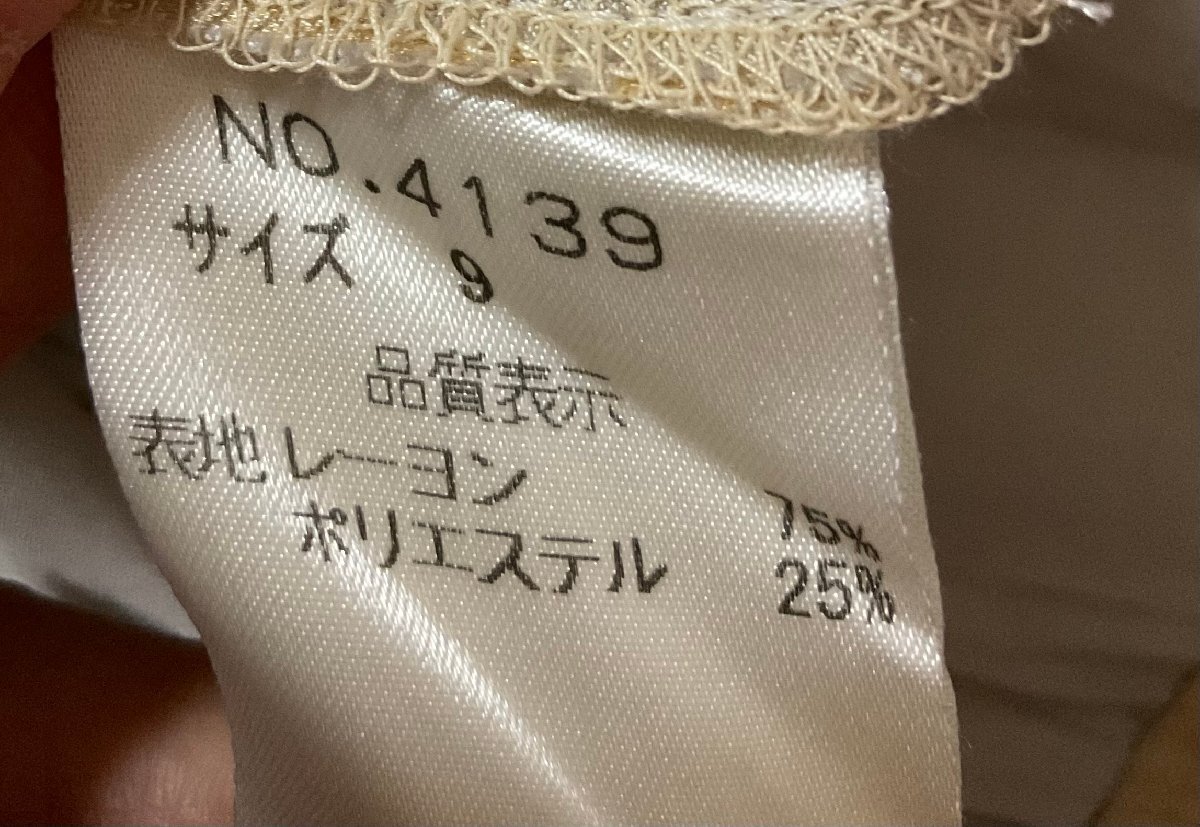 NO.4139
サイズ 9
品質表示
表地 レーヨン 75%
ポリエステル 25%